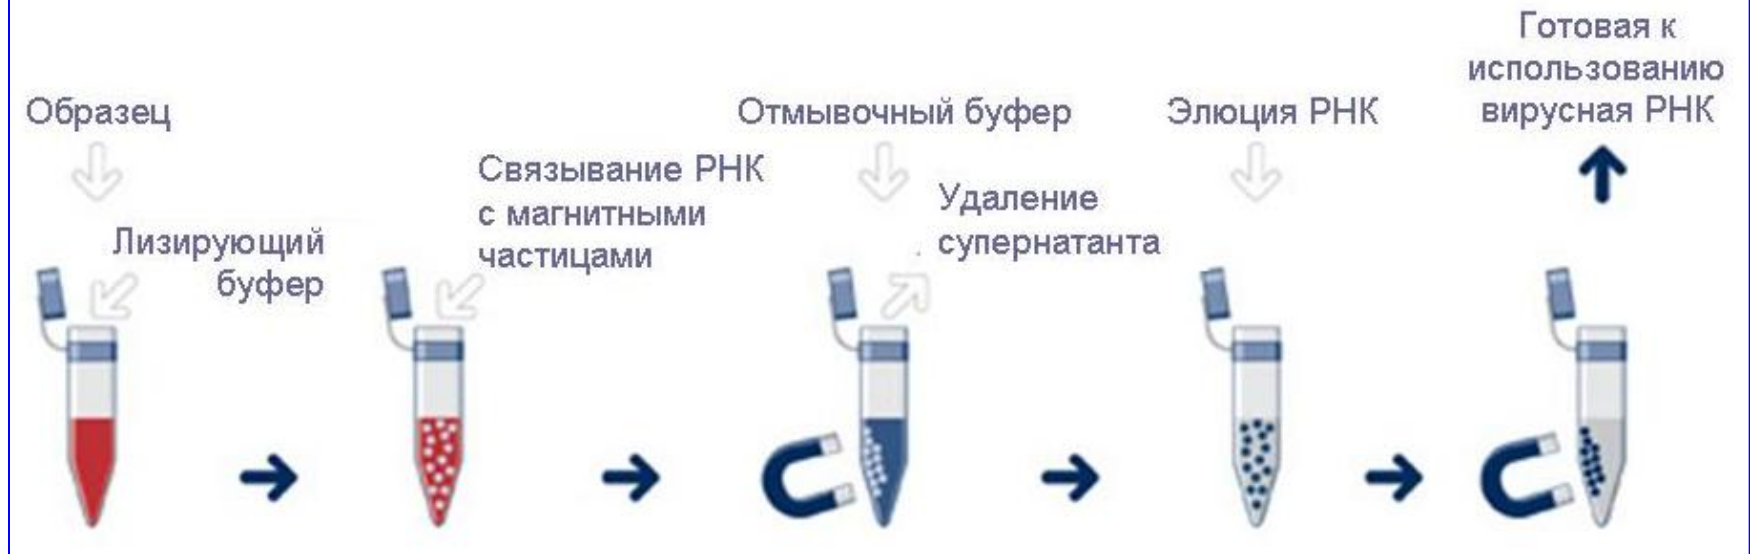 Образец
Лизирующий
буфер
Связывание РНК
с магнитными
частицами
Отмывочный буфер
Удаление
супернатанта
Элюция РНК
Готовая к
использованию
вирусная РНК